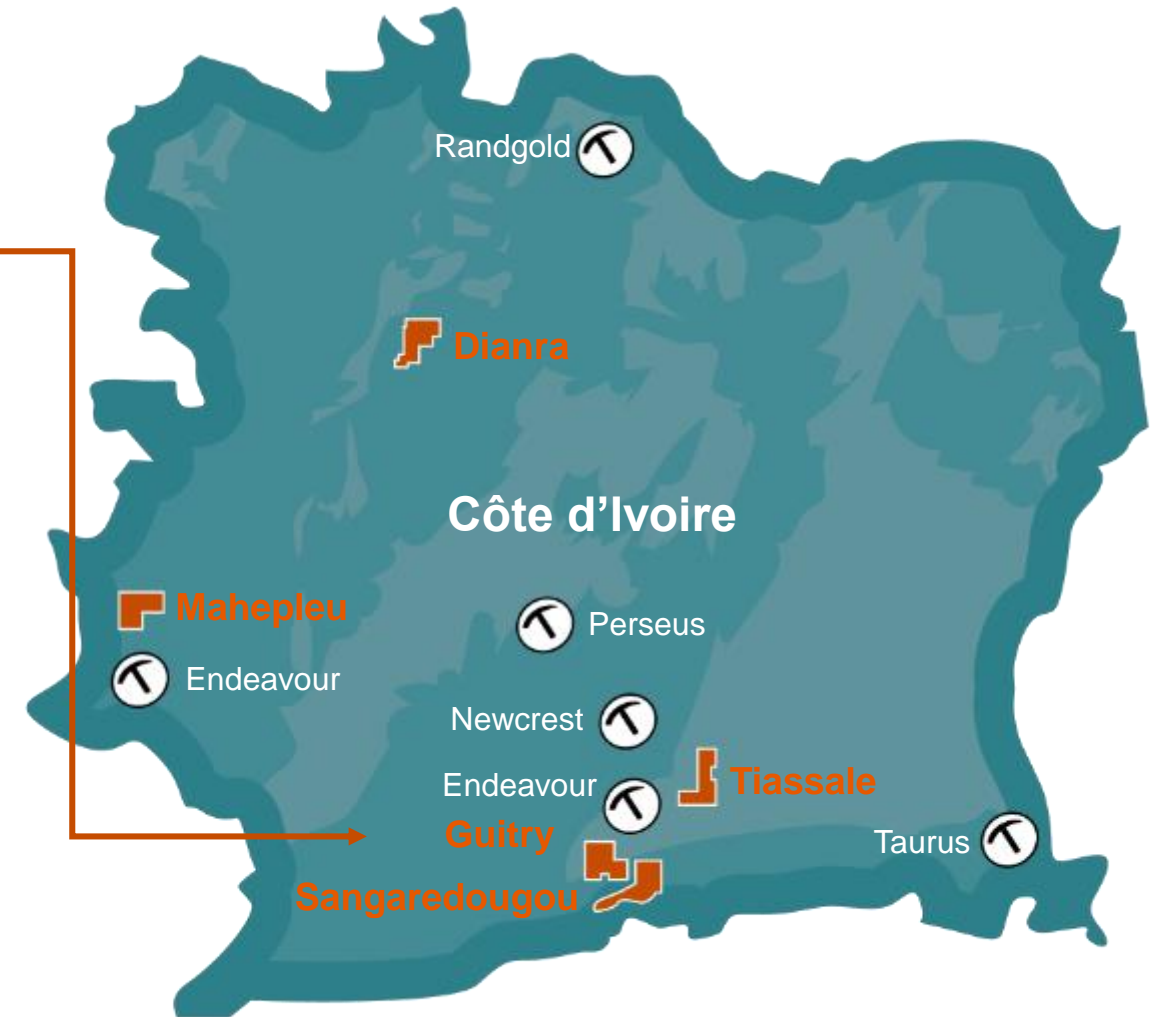 Randgold
Dianra
Côte d’Ivoire
Mahepleu
Perseus
Endeavour
Newcrest
Endeavour
Tiassale
Guitry
Taurus
Sangaredougou